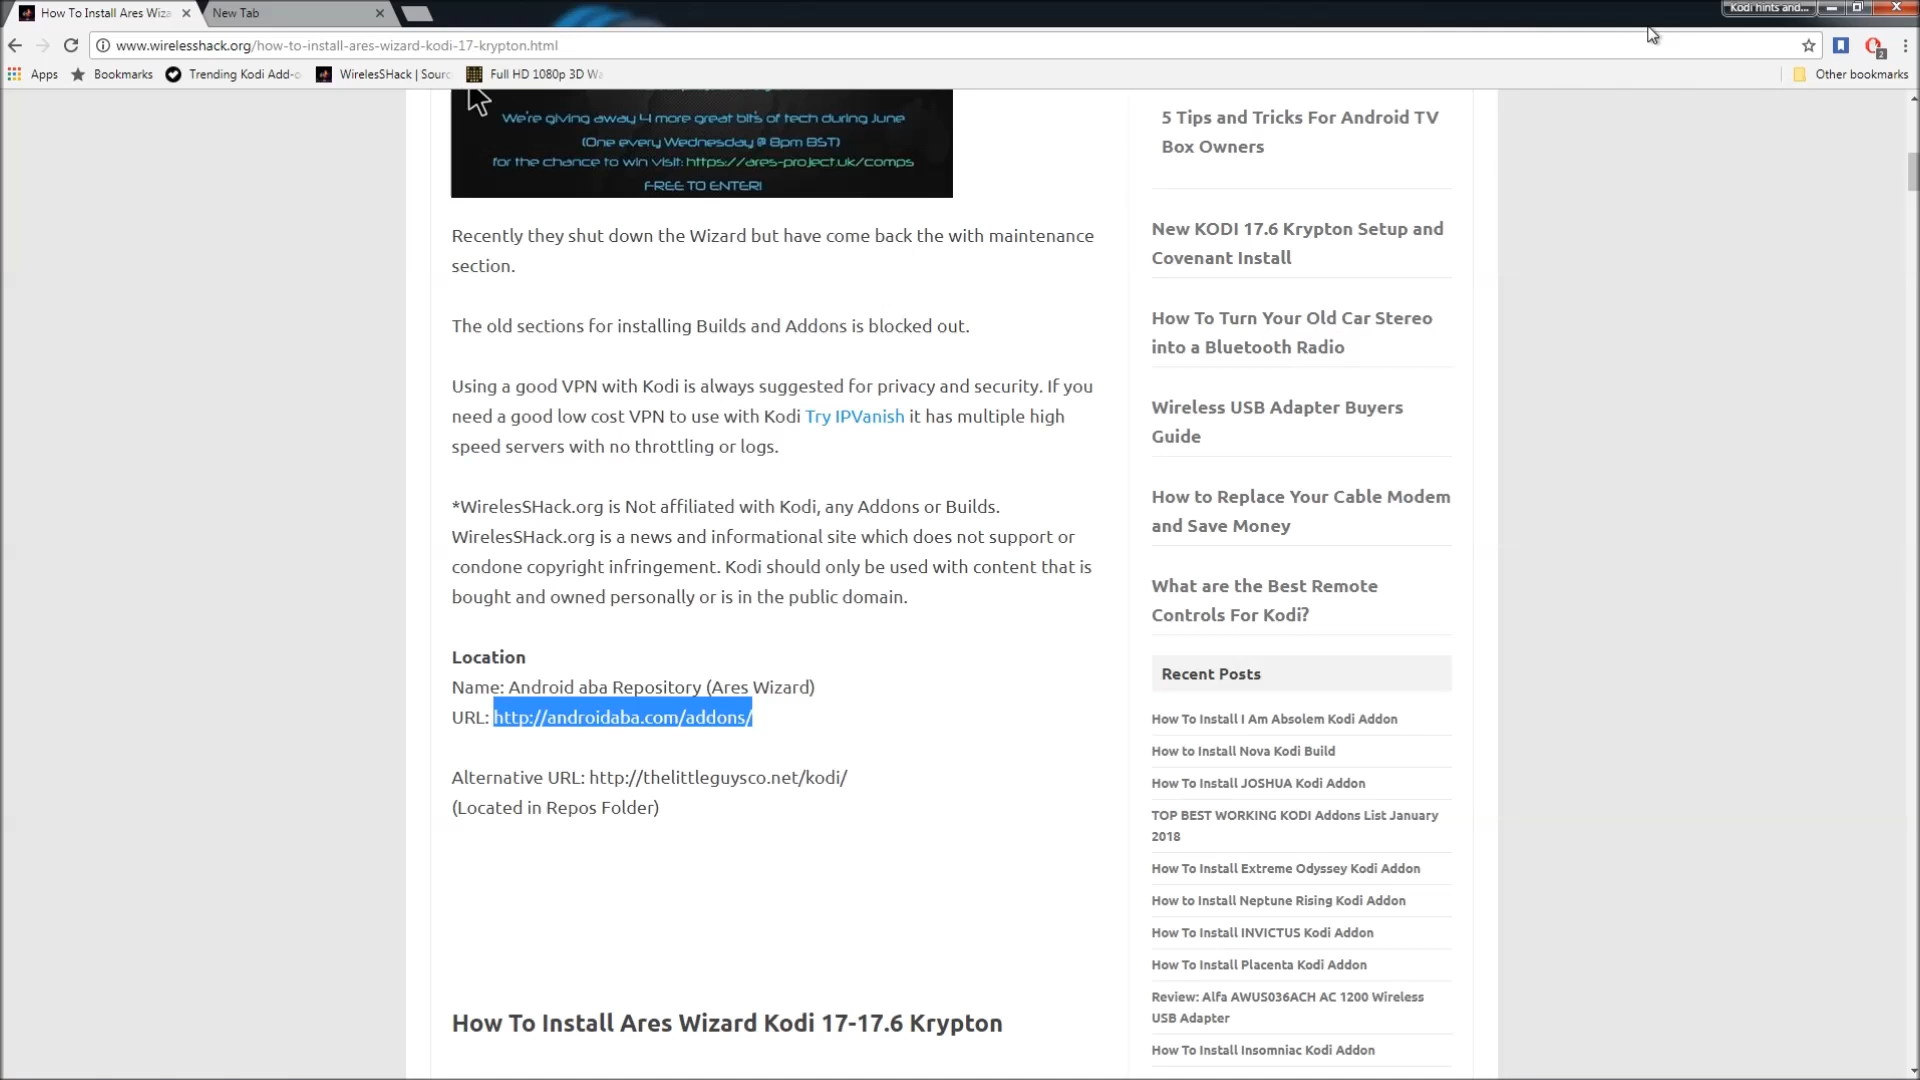 How To Install Ares Wiza
New Tab
Kodi hints and...
www.wirelesshack.org/how-to-install-ares-wizard-kodi-17-krypton.html
2
Apps
Bookmarks
Trending Kodi Add-o
WirelesSHack | Sourc
Full HD 1080p 3D Wa
Other bookmarks
We're giving away 4 more great bits of tech during June
(One every Wednesday @ 8pm BST)
for the chance to win visit: https://ares-project.uk/comps
FREE TO ENTER!
Recently they shut down the Wizard but have come back the with maintenance
section.
The old sections for installing Builds and Addons is blocked out.
Using a good VPN with Kodi is always suggested for privacy and security. If you
need a good low cost VPN to use with Kodi Try IPVanish it has multiple high
speed servers with no throttling or logs.
*WirelesSHack.org is Not affiliated with Kodi, any Addons or Builds.
WirelesSHack.org is a news and informational site which does not support or
condone copyright infringement. Kodi should only be used with content that is
bought and owned personally or is in the public domain.
Location
Name: Android aba Repository (Ares Wizard)
URL: http://androidaba.com/addons/
Alternative URL: http://thelittleguysco.net/kodi/
(Located in Repos Folder)
How To Install Ares Wizard Kodi 17-17.6 Krypton
5 Tips and Tricks For Android TV
Box Owners
New KODI 17.6 Krypton Setup and
Covenant Install
How To Turn Your Old Car Stereo
into a Bluetooth Radio
Wireless USB Adapter Buyers
Guide
How to Replace Your Cable Modem
and Save Money
What are the Best Remote
Controls For Kodi?
Recent Posts
How To Install I Am Absolem Kodi Addon
How to Install Nova Kodi Build
How To Install JOSHUA Kodi Addon
TOP BEST WORKING KODI Addons List January
2018
How To Install Extreme Odyssey Kodi Addon
How to Install Neptune Rising Kodi Addon
How To Install INVICTUS Kodi Addon
How To Install Placenta Kodi Addon
Review: Alfa AWUS036ACH AC 1200 Wireless
USB Adapter
How To Install Insomniac Kodi Addon